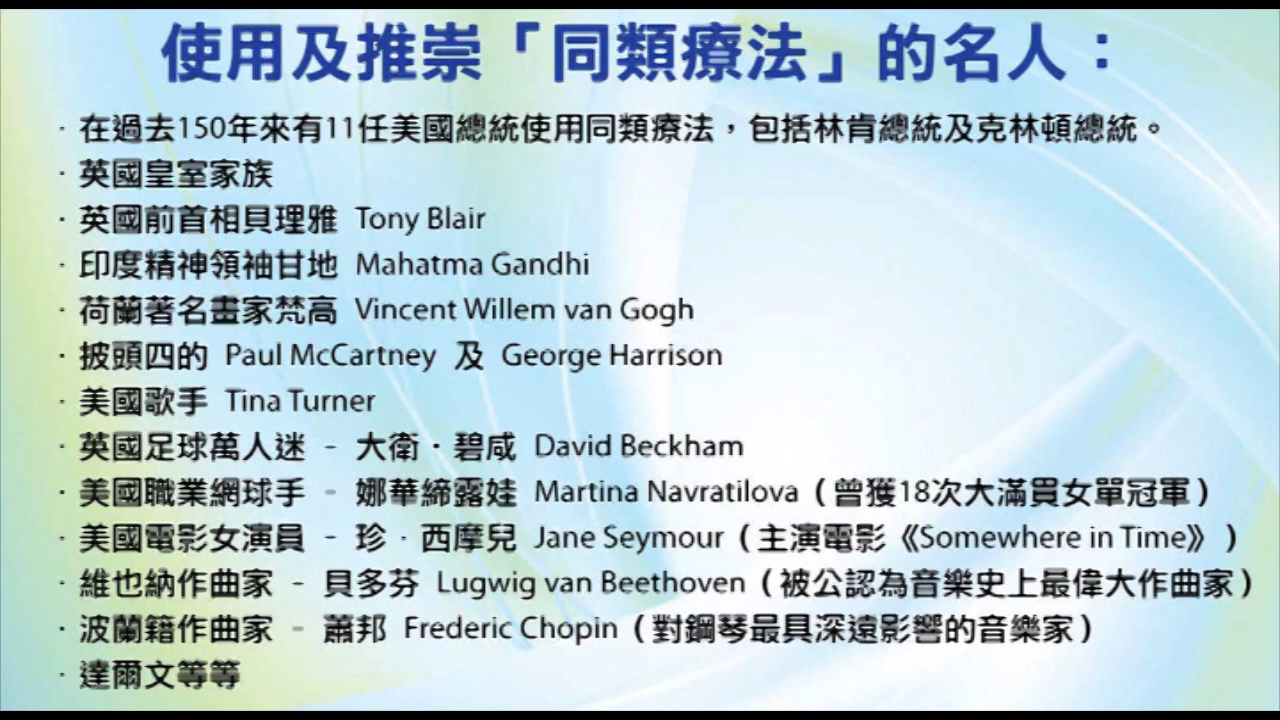 使用及推崇「同類療法」的名人：
· 在過去150年來有11任美國總統使用同類療法，包括林肯總統及克林頓總統。
· 英國皇室家族
· 英國前首相貝理雅 Tony Blair
· 印度精神領袖甘地 Mahatma Gandhi
· 荷蘭著名畫家梵高 Vincent Willem van Gogh
· 披頭四的 Paul McCartney 及 George Harrison
· 美國歌手 Tina Turner
· 英國足球萬人迷 - 大衛·碧咸 David Beckham
· 美國職業網球手 - 娜華締露娃 Martina Navratilova（曾獲18次大滿貫女單冠軍）
· 美國電影女演員 - 珍·西摩兒 Jane Seymour（主演電影《Somewhere in Time》）
· 維也納作曲家 - 貝多芬 Lugwig van Beethoven（被公認為音樂史上最偉大作曲家）
· 波蘭籍作曲家 - 蕭邦 Frederic Chopin（對鋼琴最具深遠影響的音樂家）
· 達爾文等等